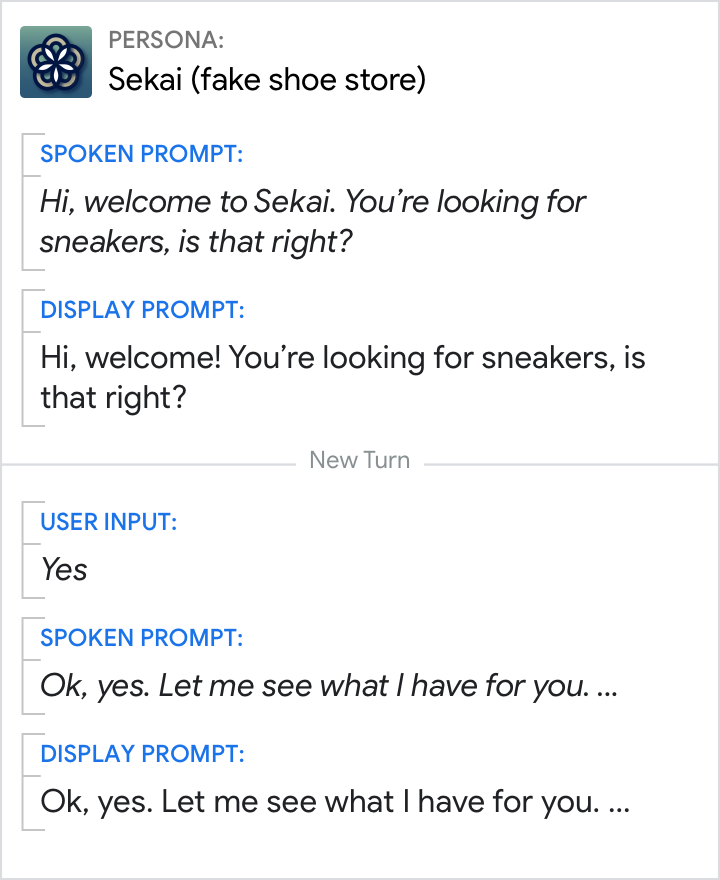 PERSONA:
Sekai (fake shoe store)
SPOKEN PROMPT:
Hi, welcome to Sekai. You’re looking for
sneakers, is that right?
DISPLAY PROMPT:
Hi, welcome! You’re looking for sneakers, is
that right?
New Turn
USER INPUT:
Yes
SPOKEN PROMPT:
Ok, yes. Let me see what I have for you. ...
DISPLAY PROMPT:
Ok, yes. Let me see what I have for you. ...